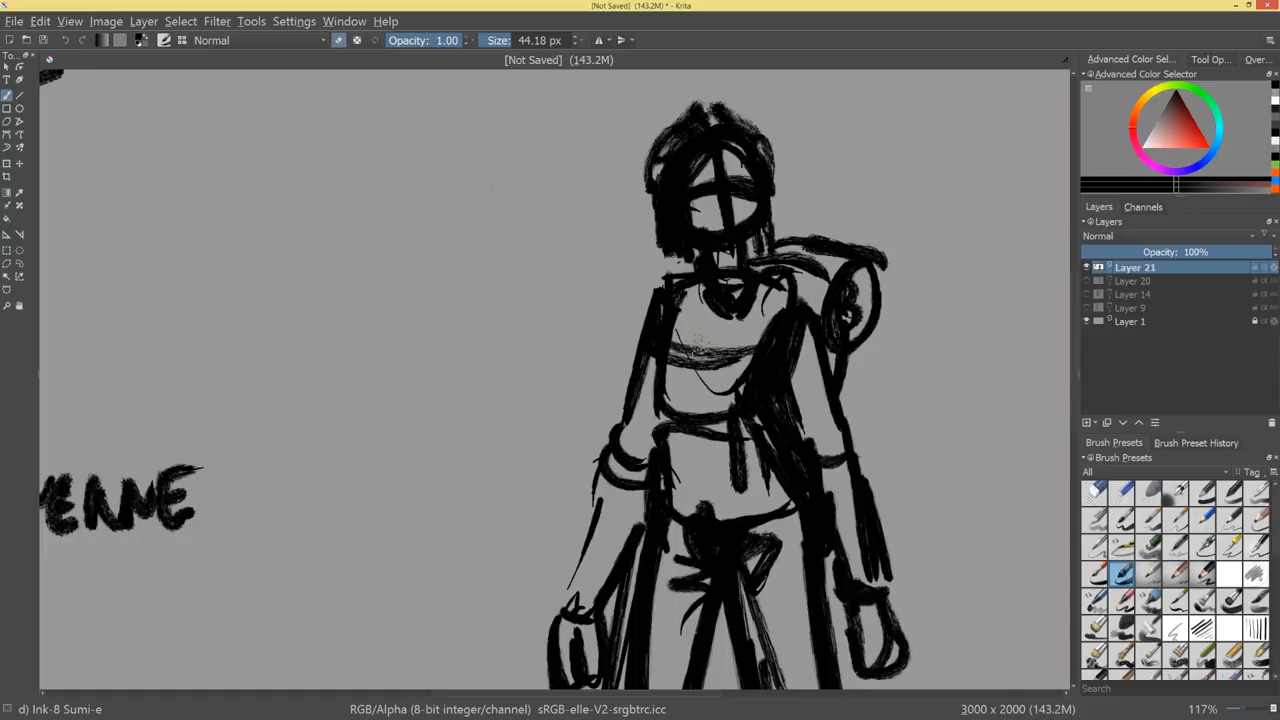 [Not Saved] (143.2M) * - Krita
File Edit View Image Layer Select Filter Tools Settings Window Help
Normal Opacity: 1.00 Size: 44.18 px
To... [Not Saved] (143.2M) Advanced Color Sel... Tool Op... Over...
Advanced Color Selector
Layers Channels
Layers
Normal
Opacity: 100%
Layer 21
Layer 20
Layer 14
Layer 9
Layer 1
Brush Presets Brush Preset History
Brush Presets
All Tag
ENNE
Search
d) Ink-8 Sumi-e RGB/Alpha (8-bit integer/channel) sRGB-elle-V2-srgbtrc.icc 3000 x 2000 (143.2M) 117%